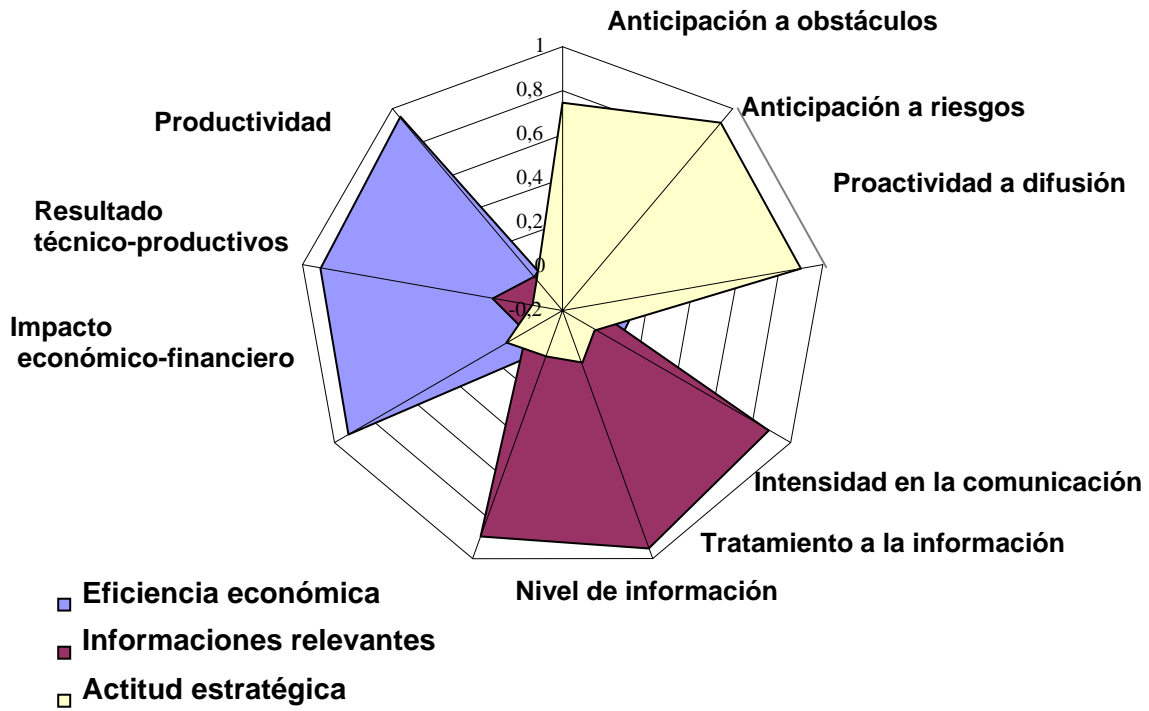 Anticipación a obstáculos
1
0,8
Anticipación a riesgos
Productividad
0,6
0,4
Proactividad a difusión
Resultado
técnico-productivos
0,2
0
-0,2
Impacto
económico-financiero
Intensidad en la comunicación
Tratamiento a la información
Nivel de información
Eficiencia económica
Informaciones relevantes
Actitud estratégica